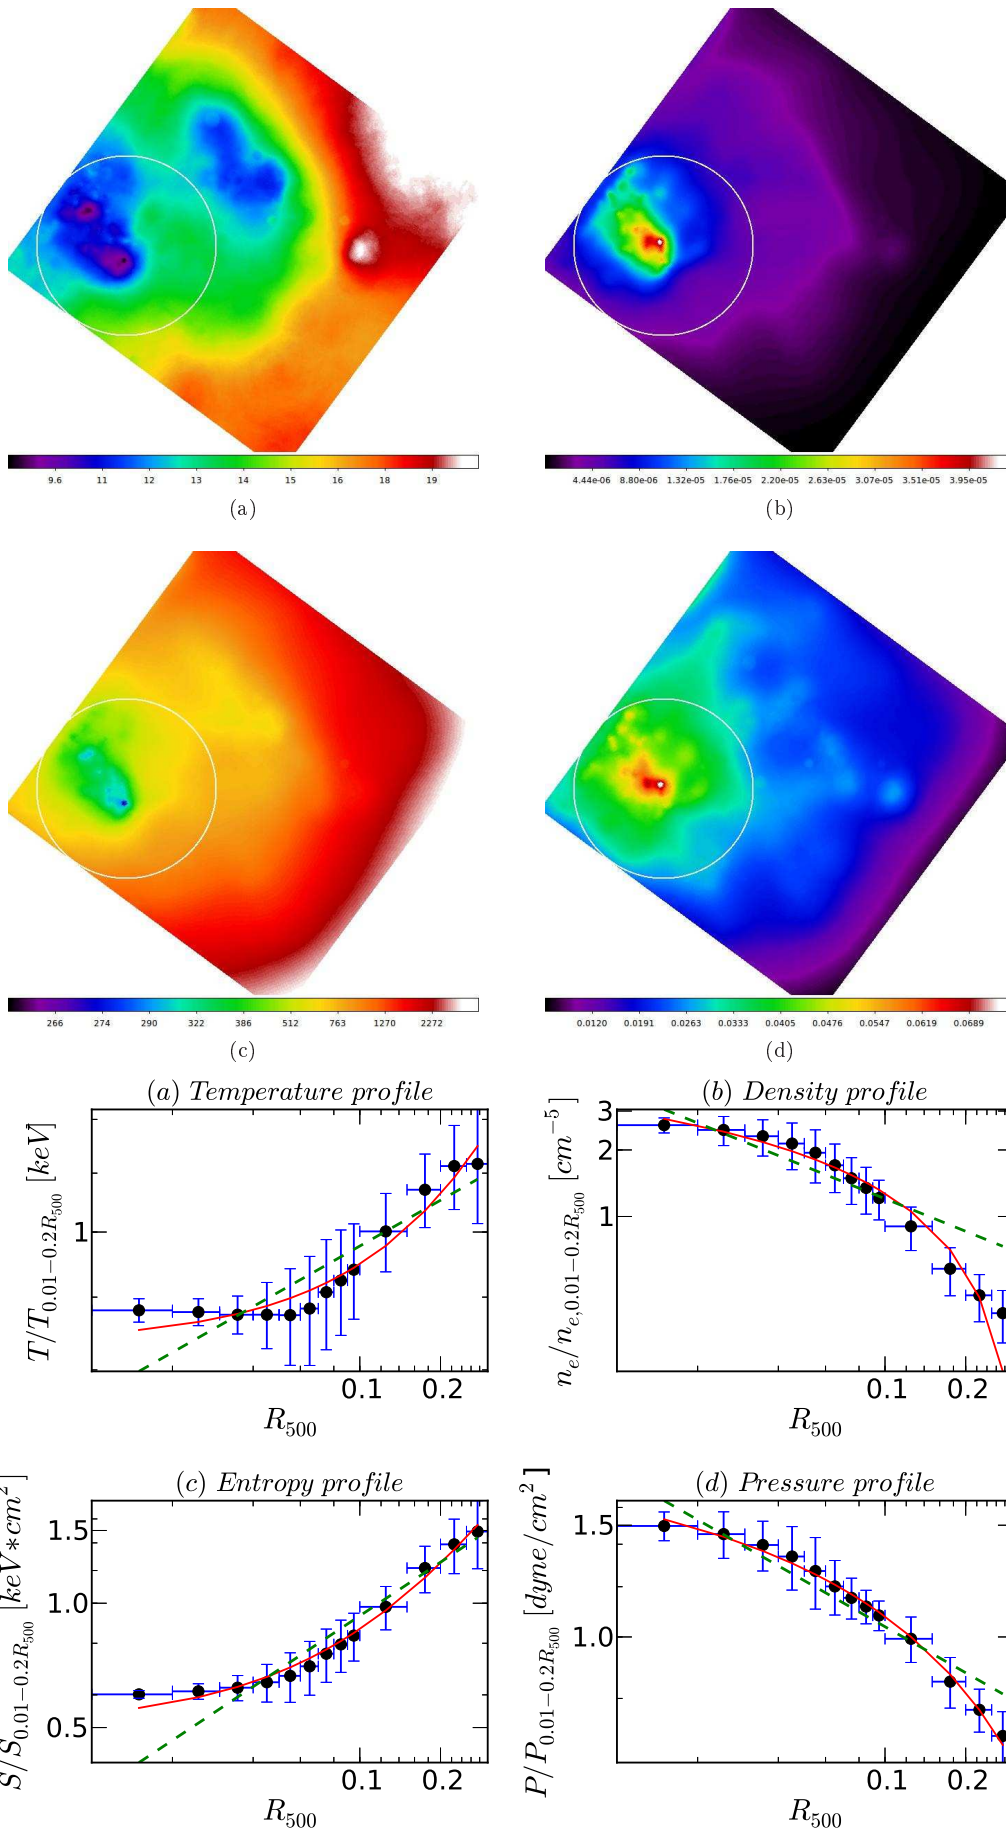 9.6 11 12 13 14 15 16 18 19
4.44e-06 8.80e-06 1.32e-05 1.76e-05 2.20e-05 2.63e-05 3.07e-05 3.51e-05 3.95e-05
(a)
(b)
266 274 290 322 386 512 763 1270 2272
0.0120 0.0191 0.0263 0.0333 0.0405 0.0476 0.0547 0.0619 0.0689
(c)
(d)
(a) Temperature profile
T/T0.01−0.2R500 [keV]
1
0.1 0.2
R500
(b) Density profile
ne/ne,0.01−0.2R500 [cm−5]
3
2
1
0.1 0.2
R500
(c) Entropy profile
S/S0.01−0.2R500 [keV*cm2]
1.5
1.0
0.5
0.1 0.2
R500
(d) Pressure profile
P/P0.01−0.2R500 [dyne/cm2]
1.5
1.0
0.1 0.2
R500